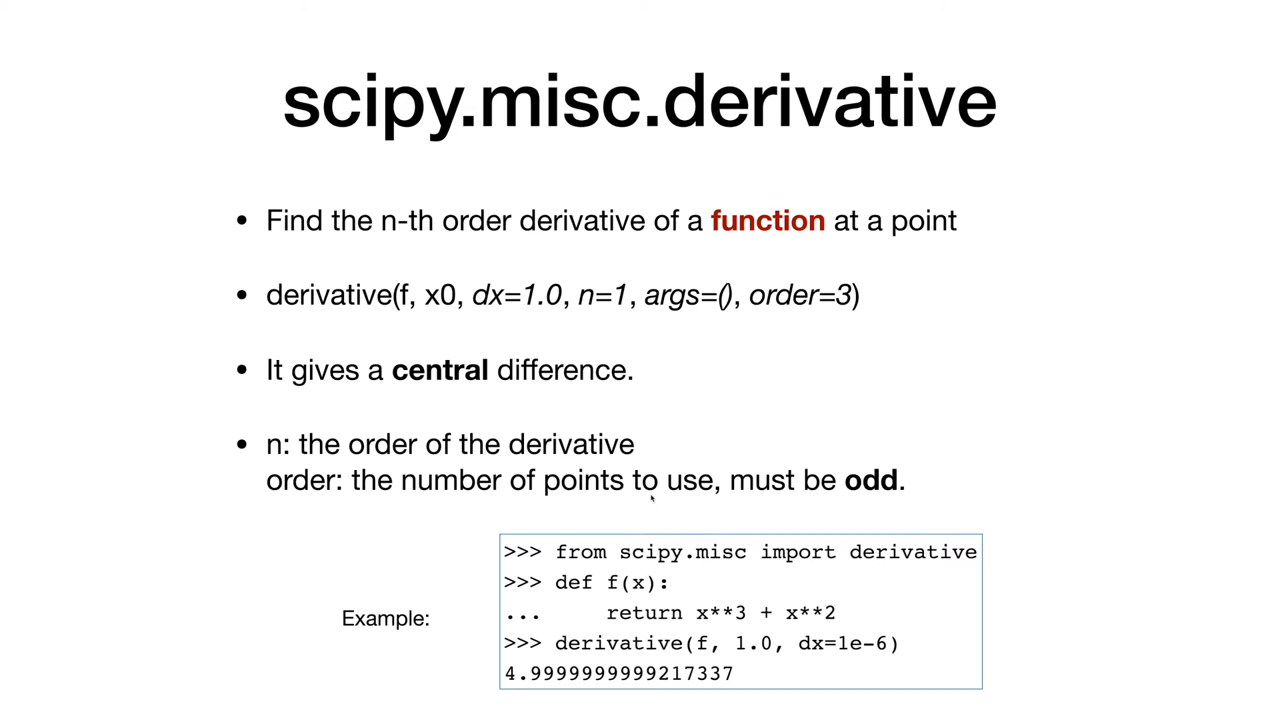 scipy.misc.derivative
• Find the n-th order derivative of a function at a point
• derivative(f, x0, dx=1.0, n=1, args=(), order=3)
• It gives a central difference.
• n: the order of the derivative
order: the number of points to use, must be odd.
Example:
>>> from scipy.misc import derivative
>>> def f(x):
...     return x**3 + x**2
>>> derivative(f, 1.0, dx=1e-6)
4.9999999999217337